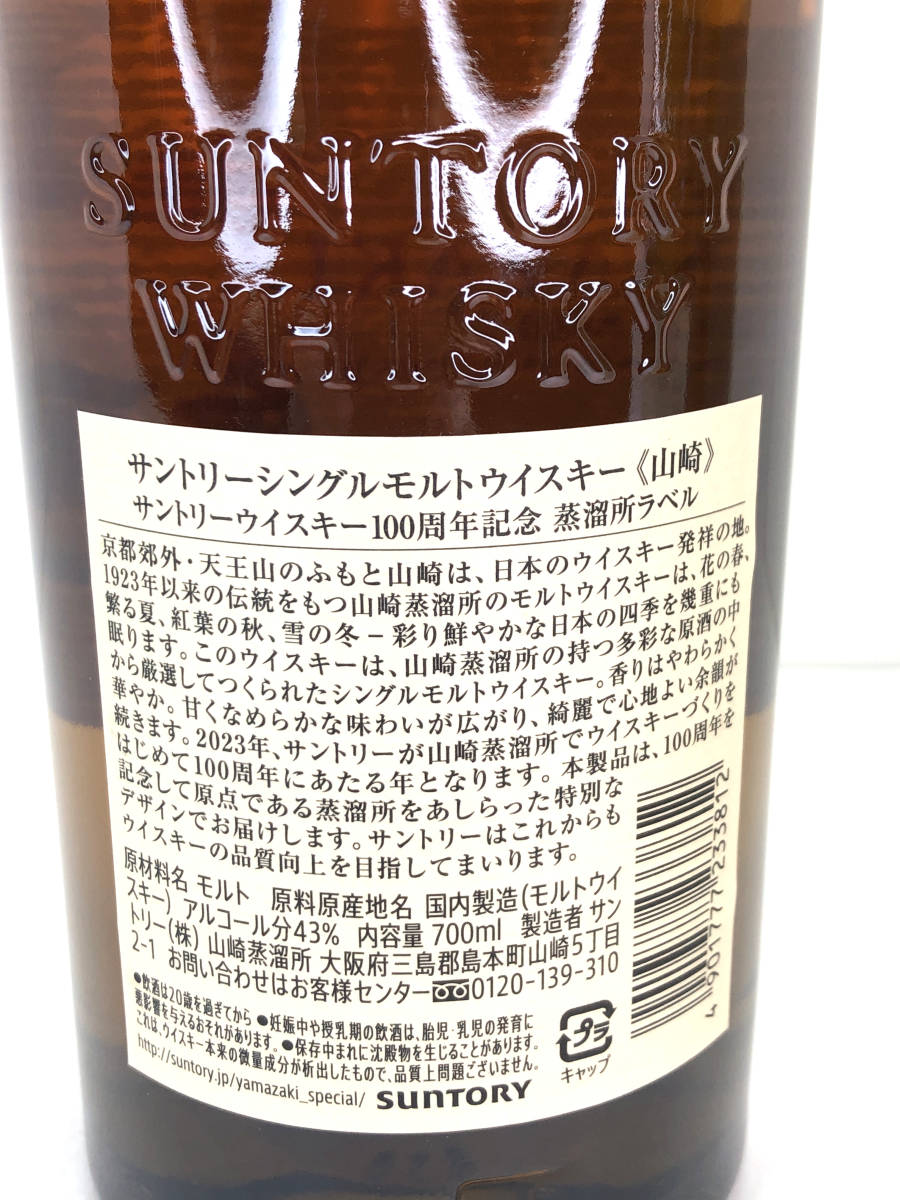 SUNTORY
WHISKY
サントリーシングルモルトウイスキー《山崎》
サントリーウイスキー100周年記念 蒸溜所ラベル
京都郊外・天王山のふもと山崎は、日本のウイスキー発祥の地。
1923年以来の伝統をもつ山崎蒸溜所のモルトウイスキーは、花の春、
繁る夏、紅葉の秋、雪の冬－彩り鮮やかな日本の四季を幾重にも
眠ります。このウイスキーは、山崎蒸溜所の持つ多彩な原酒の中
から厳選してつくられたシングルモルトウイスキー。香りはやわらかく
華やか。甘くなめらかな味わいが広がり、綺麗で心地よい余韻が
続きます。2023年、サントリーが山崎蒸溜所でウイスキーづくりを
はじめて100周年にあたる年となります。本製品は、100周年を
記念して原点である蒸溜所をあしらった特別な
デザインでお届けします。サントリーはこれからも
ウイスキーの品質向上を目指してまいります。
原材料名 モルト 原料原産地名 国内製造(モルトウイ
スキー) アルコール分43% 内容量 700ml 製造者 サン
トリー(株) 山崎蒸溜所 大阪府三島郡島本町山崎5丁目
2-1 お問い合わせはお客様センター0120-139-310
●飲酒は20歳を過ぎてから ●妊娠中や授乳期の飲酒は、胎児・乳児の発育に
悪影響を与えるおそれがあります。●保存中まれに沈殿物を生じることがありますが、
これは、ウイスキー本来の微量成分が析出したもので、品質上問題ございません。
http://suntory.jp/yamazaki_special/ SUNTORY
プラ
キャップ
4 901777 233812